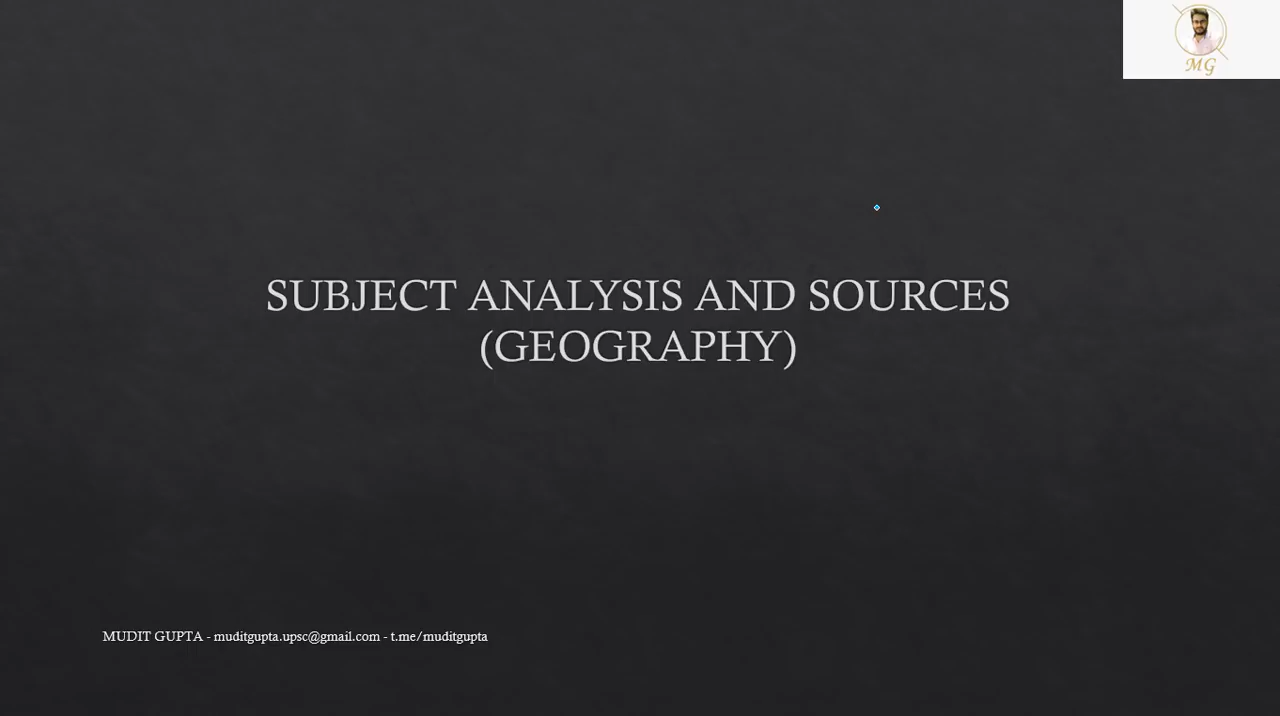 MG
SUBJECT ANALYSIS AND SOURCES
(GEOGRAPHY)
MUDIT GUPTA - muditgupta.upsc@gmail.com - t.me/muditgupta